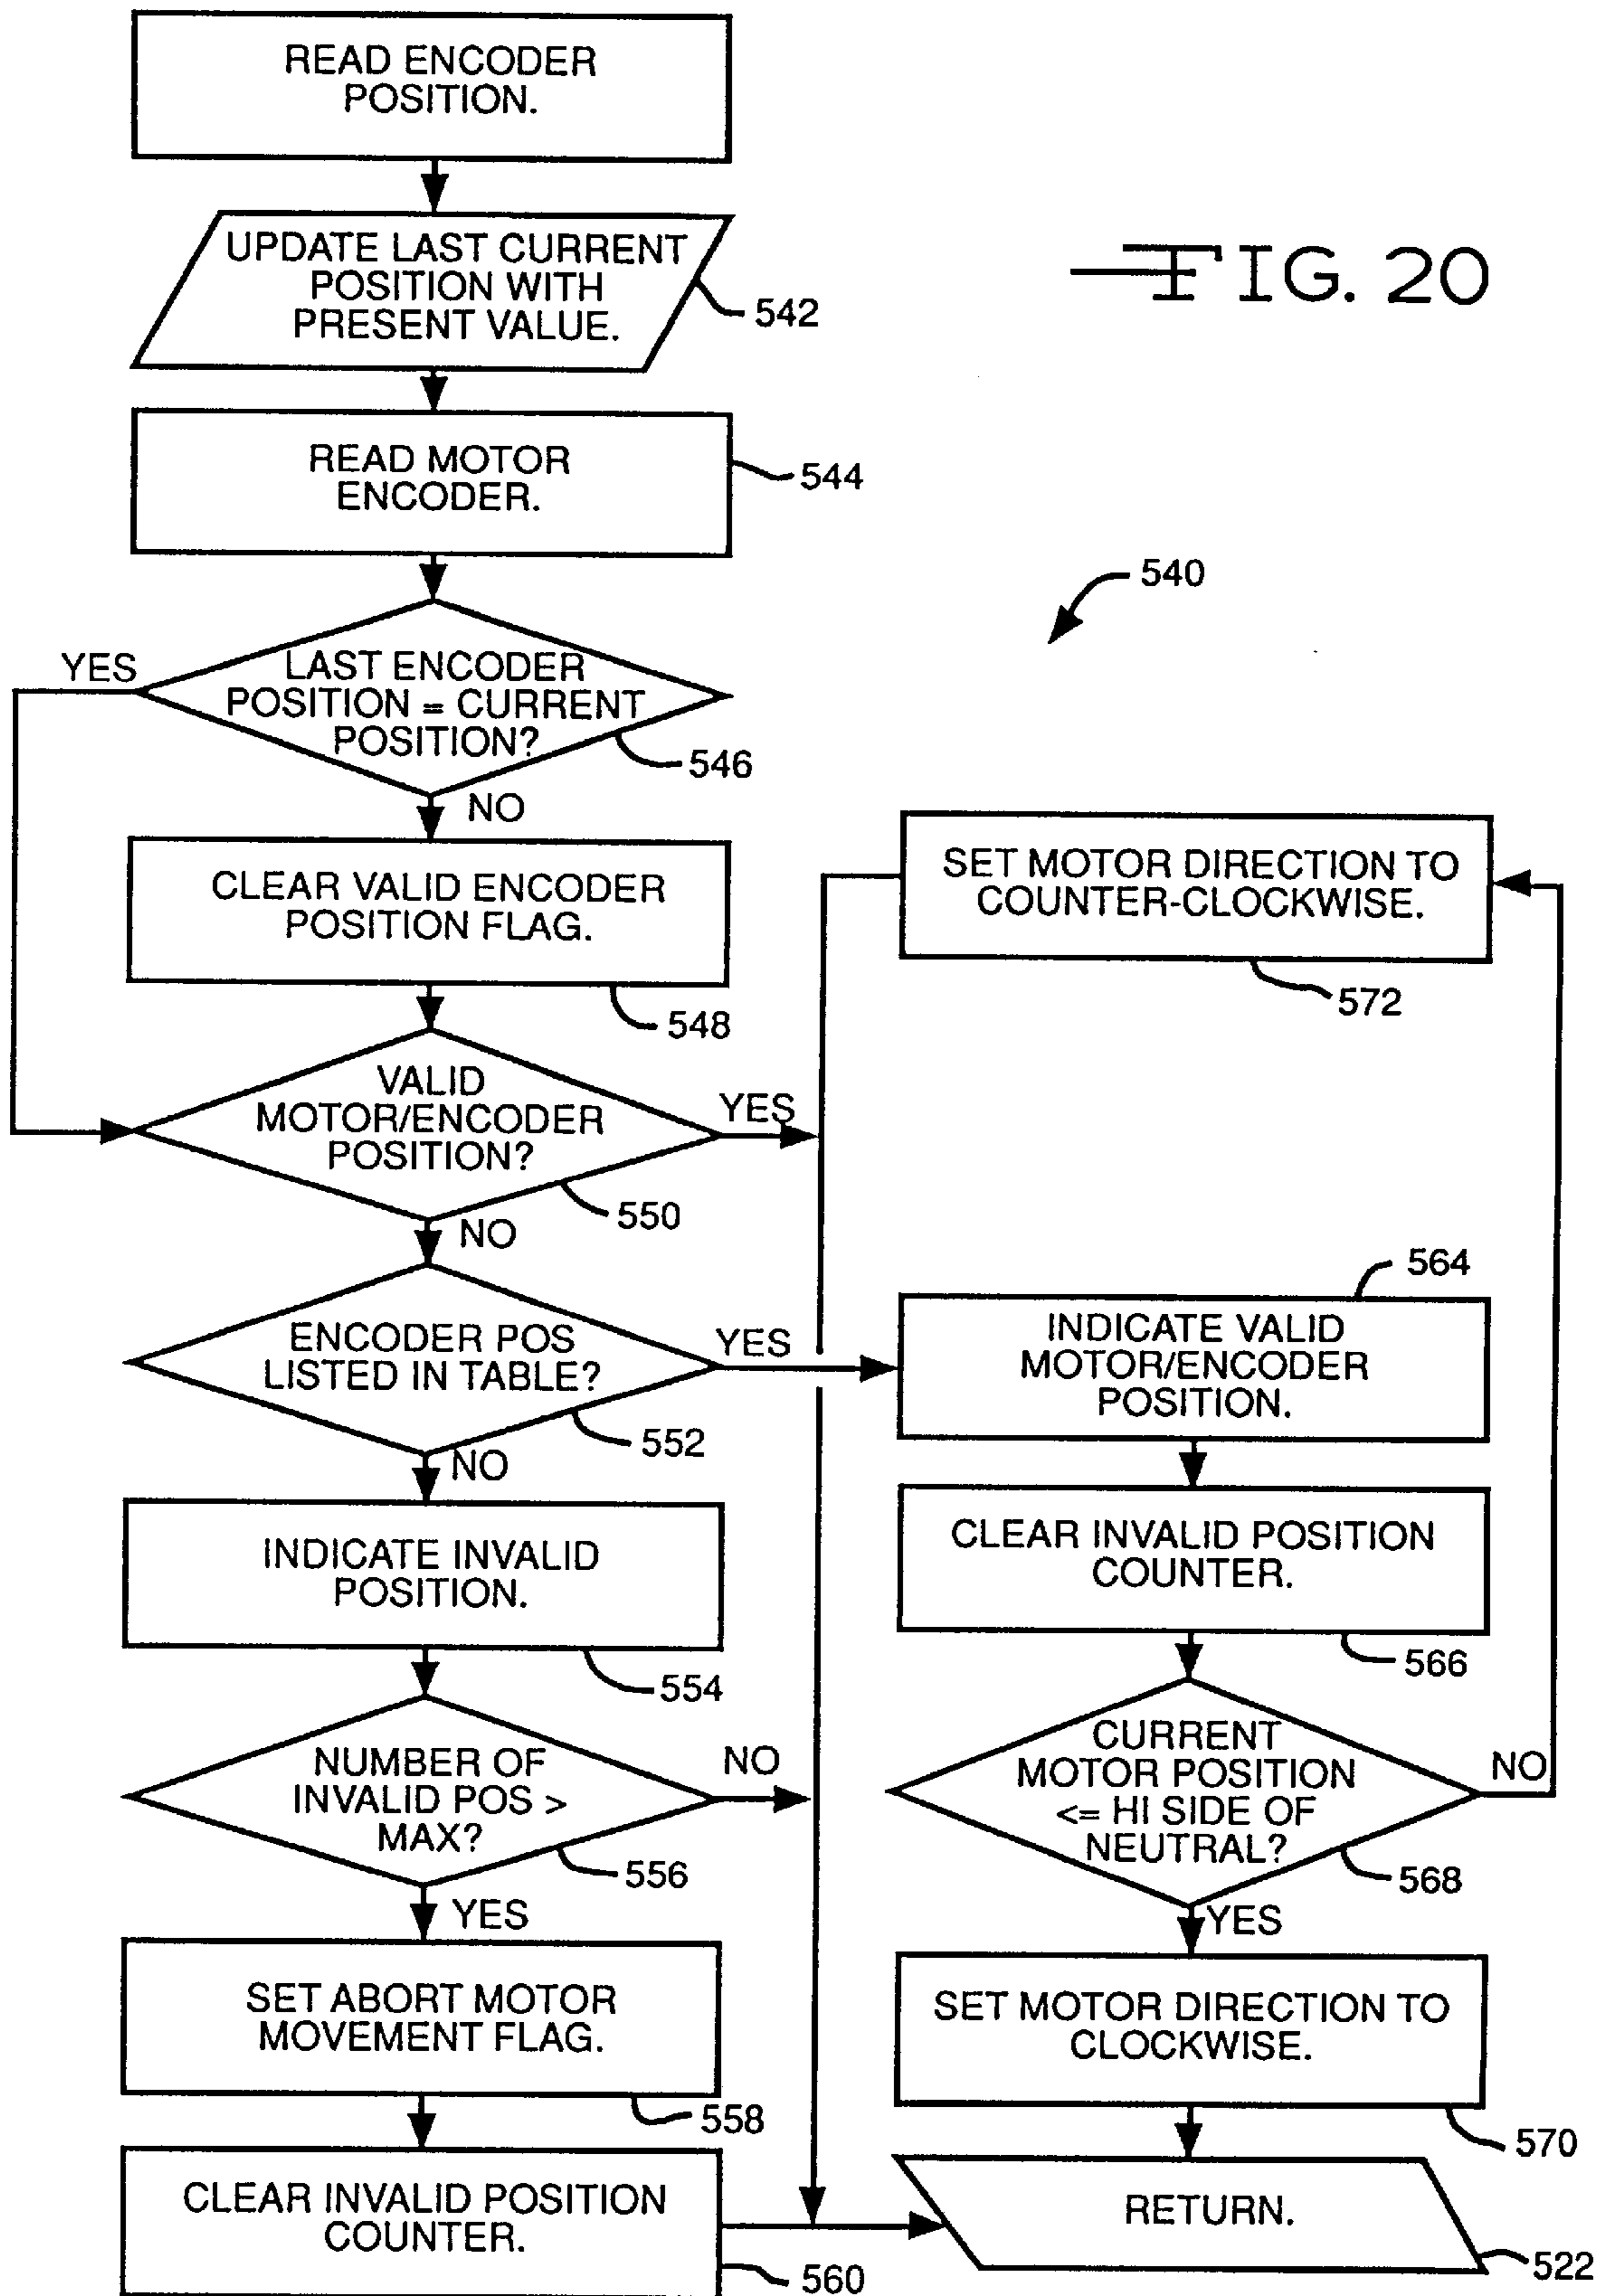 READ ENCODER
POSITION.
UPDATE LAST CURRENT
POSITION WITH
PRESENT VALUE.
542
FIG. 20
READ MOTOR
ENCODER.
544
540
YES
LAST ENCODER
POSITION = CURRENT
POSITION?
546
NO
CLEAR VALID ENCODER
POSITION FLAG.
548
SET MOTOR DIRECTION TO
COUNTER-CLOCKWISE.
572
VALID
MOTOR/ENCODER
POSITION?
YES
550
NO
ENCODER POS
LISTED IN TABLE?
YES
552
NO
564
INDICATE VALID
MOTOR/ENCODER
POSITION.
INDICATE INVALID
POSITION.
554
CLEAR INVALID POSITION
COUNTER.
566
NUMBER OF
INVALID POS >
MAX?
NO
556
YES
CURRENT
MOTOR POSITION
<= HI SIDE OF
NEUTRAL?
NO
568
YES
SET ABORT MOTOR
MOVEMENT FLAG.
558
SET MOTOR DIRECTION TO
CLOCKWISE.
570
CLEAR INVALID POSITION
COUNTER.
560
RETURN.
522